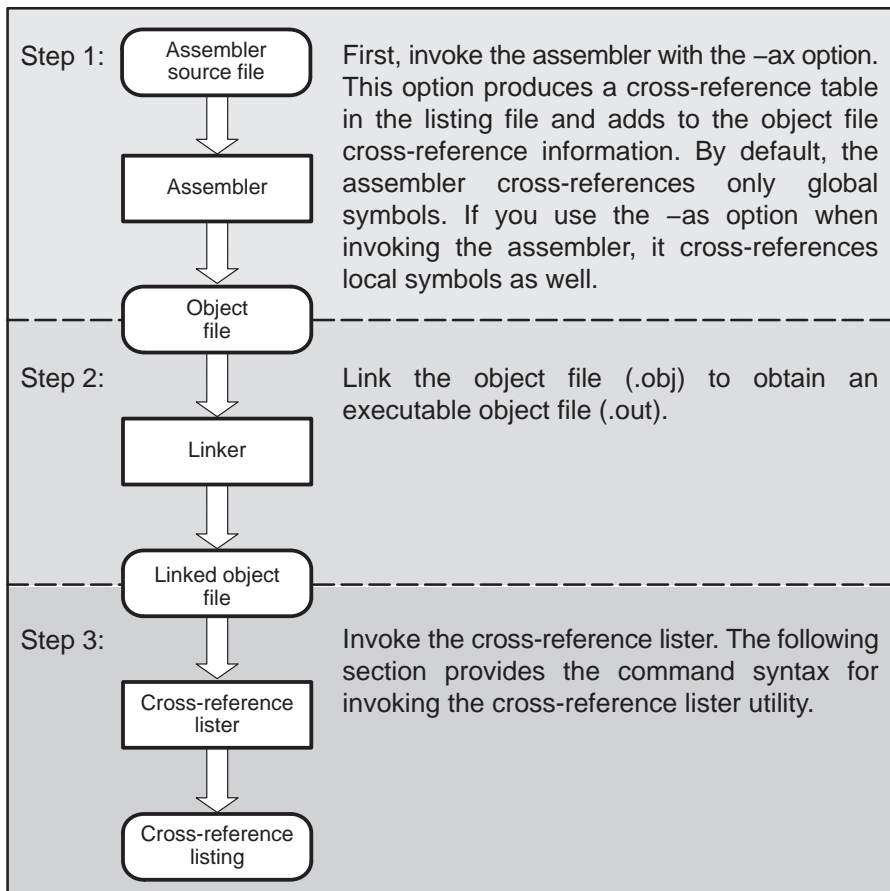 Step 1:
Assembler
source file
First, invoke the assembler with the –ax option.
This option produces a cross-reference table
in the listing file and adds to the object file
cross-reference information. By default, the
assembler cross-references only global
symbols. If you use the –as option when
invoking the assembler, it cross-references
local symbols as well.
Assembler
Object
file
Step 2:
Link the object file (.obj) to obtain an
executable object file (.out).
Linker
Linked object
file
Step 3:
Invoke the cross-reference lister. The following
section provides the command syntax for
invoking the cross-reference lister utility.
Cross-reference
lister
Cross-reference
listing